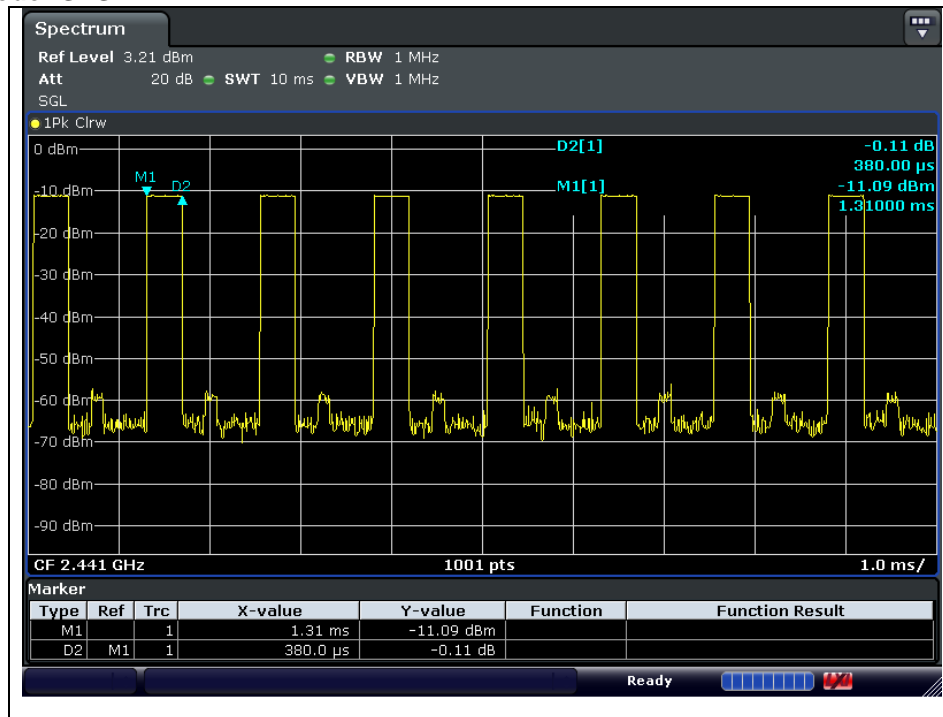 Spectrum
Ref Level 3.21 dBm RBW 1 MHz
Att 20 dB SWT 10 ms VBW 1 MHz
SGL
1Pk Clrw
0 dBm
D2[1] -0.11 dB
380.00 µs
M1 D2
-10 dBm
M1[1] -11.09 dBm
1.31000 ms
-20 dBm
-30 dBm
-40 dBm
-50 dBm
-60 dBm
-70 dBm
-80 dBm
-90 dBm
CF 2.441 GHz 1001 pts 1.0 ms/
Marker
Type Ref Trc X-value Y-value Function Function Result
M1 1 1.31 ms -11.09 dBm
D2 M1 1 380.0 µs -0.11 dB
Ready